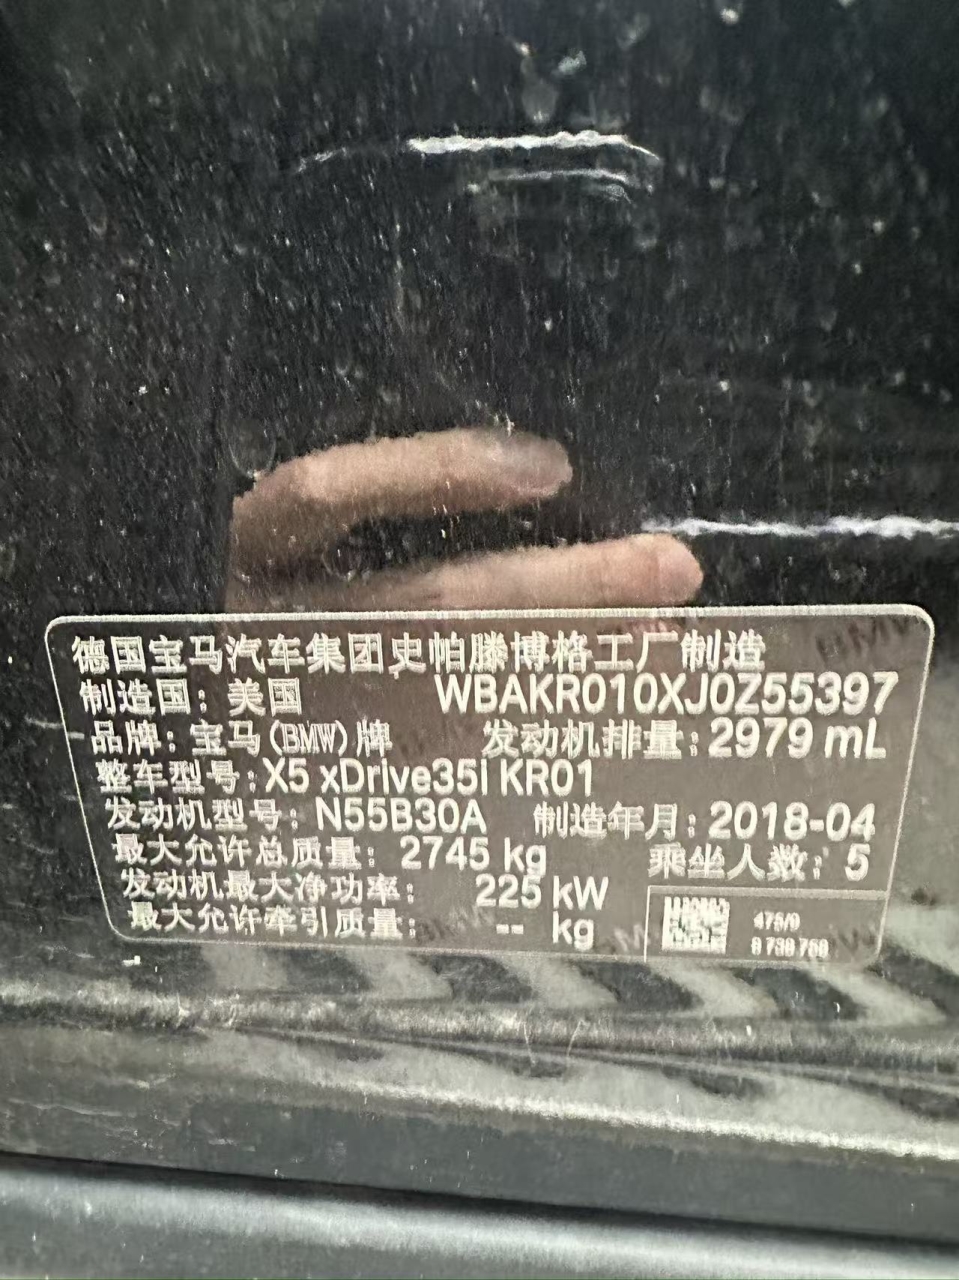 德国宝马汽车集团史帕滕博格工厂制造
制造国：美国 WBAKR010XJ0Z55397
品牌：宝马(BMW)牌 发动机排量：2979 mL
整车型号：X5 xDrive35i KR01
发动机型号：N55B30A 制造年月：2018-04
最大允许总质量：2745 kg 乘坐人数：5
发动机最大净功率：225 kW
最大允许牵引质量：-- kg